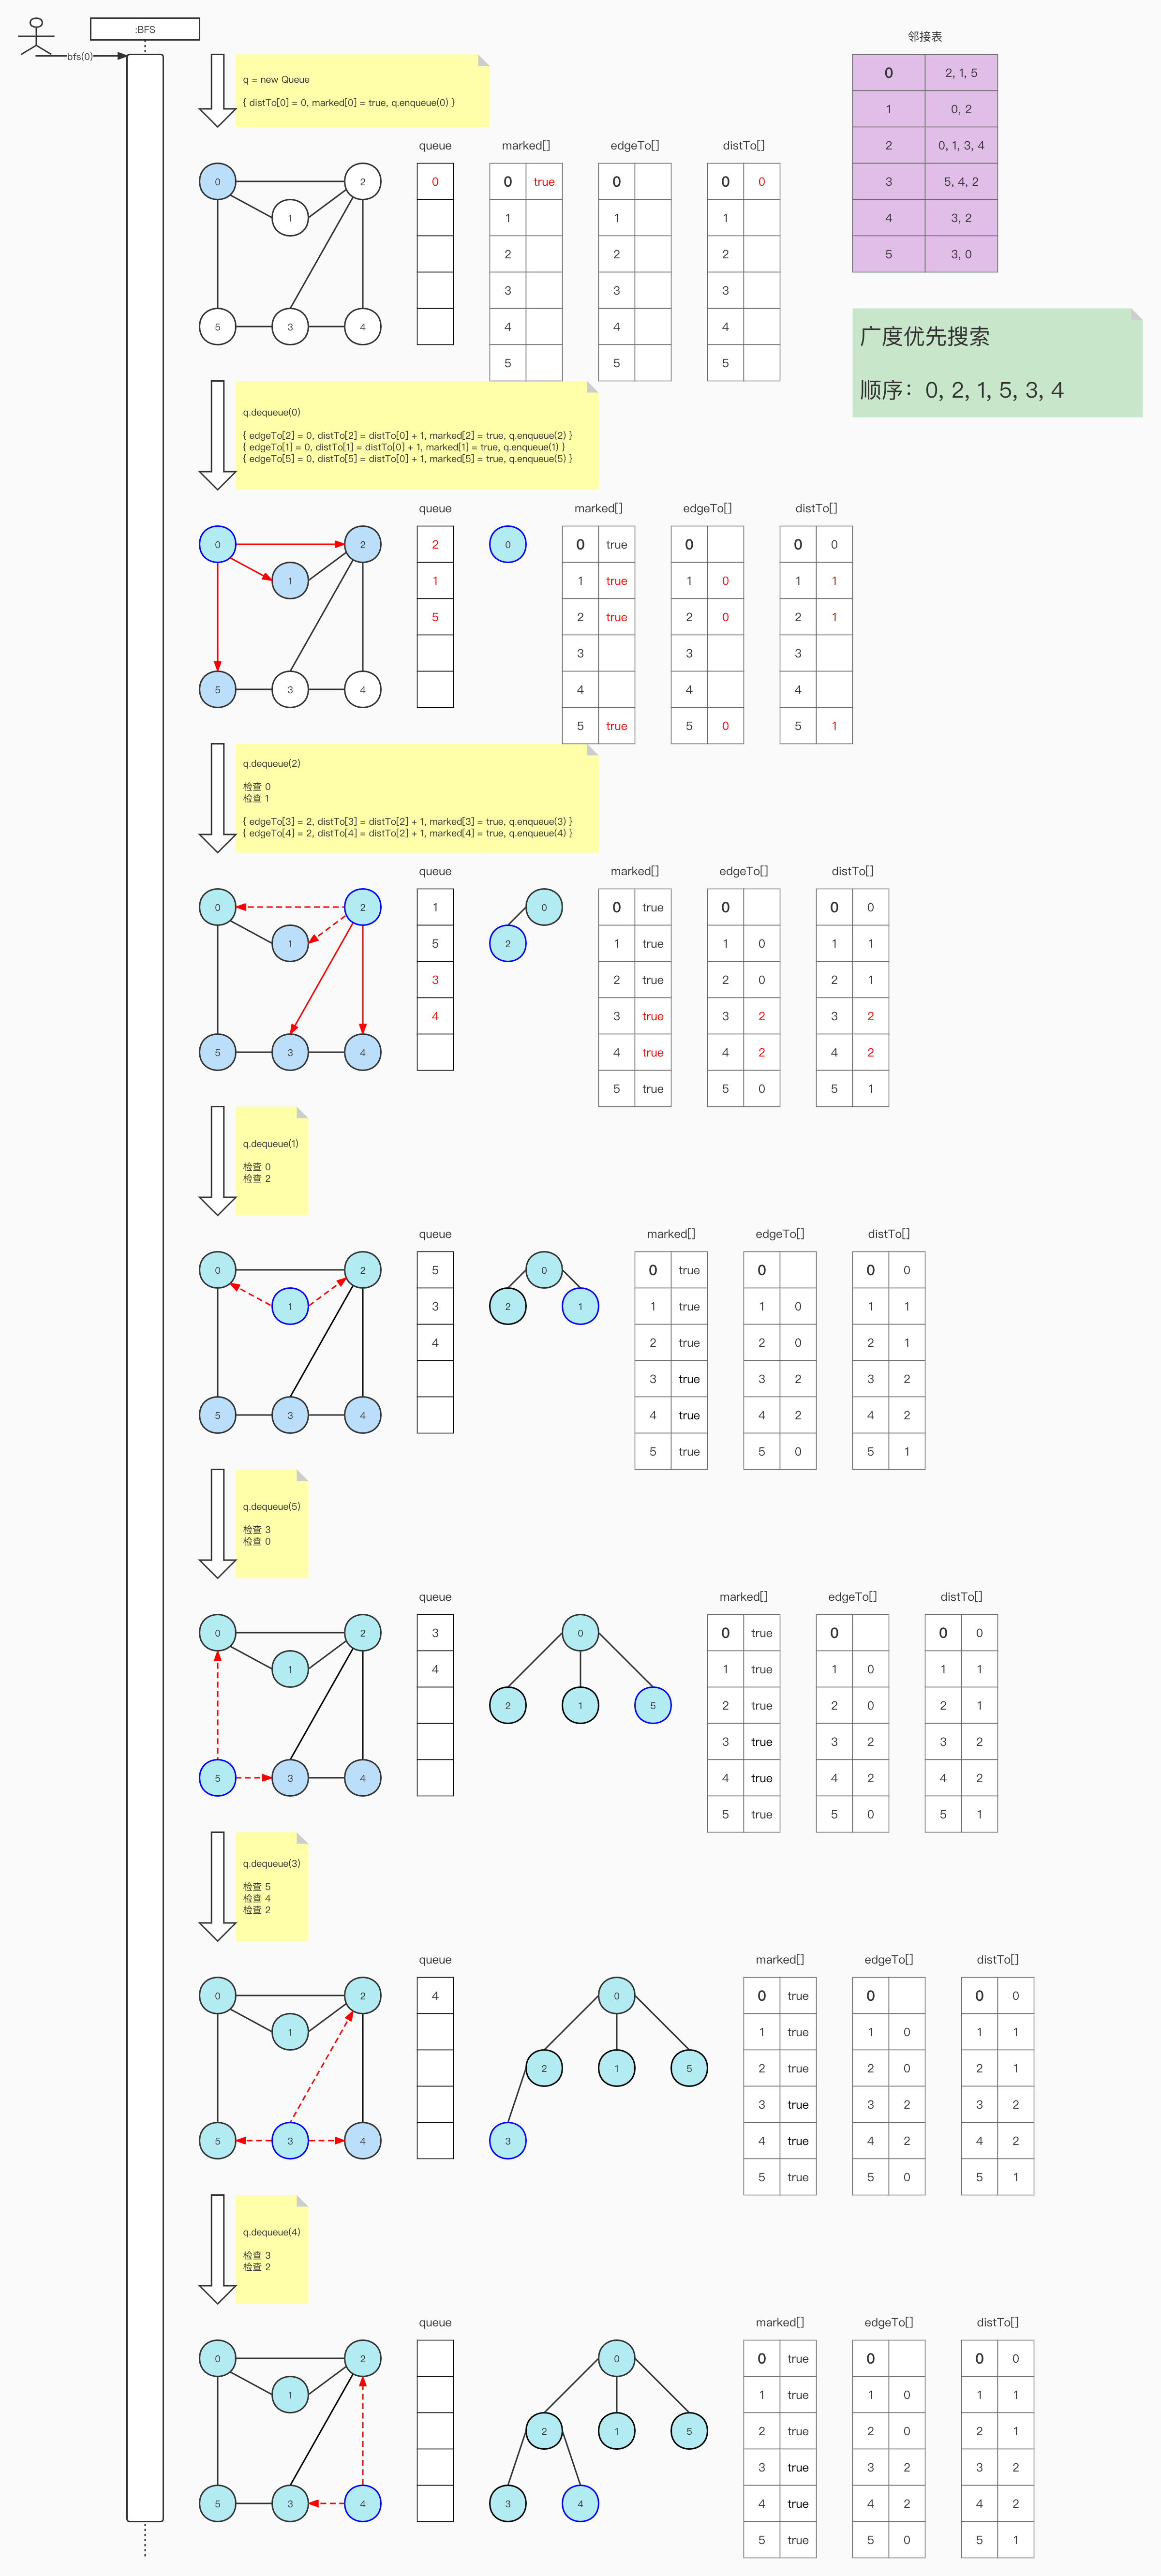 :BFS
bfs(0)
邻接表
0 2, 1, 5
1 0, 2
2 0, 1, 3, 4
3 5, 4, 2
4 3, 2
5 3, 0
广度优先搜索
顺序：0, 2, 1, 5, 3, 4
q = new Queue
{ distTo[0] = 0, marked[0] = true, q.enqueue(0) }
queue marked[] edgeTo[] distTo[]
0 2 1 5 3 4
0
0 true 0 0 0
1 1 1
2 2 2
3 3 3
4 4 4
5 5 5
q.dequeue(0)
{ edgeTo[2] = 0, distTo[2] = distTo[0] + 1, marked[2] = true, q.enqueue(2) }
{ edgeTo[1] = 0, distTo[1] = distTo[0] + 1, marked[1] = true, q.enqueue(1) }
{ edgeTo[5] = 0, distTo[5] = distTo[0] + 1, marked[5] = true, q.enqueue(5) }
queue marked[] edgeTo[] distTo[]
0 2 1 5 3 4
2 1 5
0
0 true 0 0 0
1 true 1 0 1 1
2 true 2 0 2 1
3 3 3
4 4 4
5 true 5 0 5 1
q.dequeue(2)
检查 0
检查 1
{ edgeTo[3] = 2, distTo[3] = distTo[2] + 1, marked[3] = true, q.enqueue(3) }
{ edgeTo[4] = 2, distTo[4] = distTo[2] + 1, marked[4] = true, q.enqueue(4) }
queue marked[] edgeTo[] distTo[]
0 2 1 5 3 4
1 5 3 4
0 2
0 true 0 0 0
1 true 1 0 1 1
2 true 2 0 2 1
3 true 3 2 3 2
4 true 4 2 4 2
5 true 5 0 5 1
q.dequeue(1)
检查 0
检查 2
queue marked[] edgeTo[] distTo[]
0 2 1 5 3 4
5 3 4
0 2 1
0 true 0 0 0
1 true 1 0 1 1
2 true 2 0 2 1
3 true 3 2 3 2
4 true 4 2 4 2
5 true 5 0 5 1
q.dequeue(5)
检查 3
检查 0
queue marked[] edgeTo[] distTo[]
0 2 1 5 3 4
3 4
0 2 1 5
0 true 0 0 0
1 true 1 0 1 1
2 true 2 0 2 1
3 true 3 2 3 2
4 true 4 2 4 2
5 true 5 0 5 1
q.dequeue(3)
检查 5
检查 4
检查 2
queue marked[] edgeTo[] distTo[]
0 2 1 5 3 4
4
0 2 1 5 3
0 true 0 0 0
1 true 1 0 1 1
2 true 2 0 2 1
3 true 3 2 3 2
4 true 4 2 4 2
5 true 5 0 5 1
q.dequeue(4)
检查 3
检查 2
queue marked[] edgeTo[] distTo[]
0 2 1 5 3 4
0 2 1 5 3 4
0 true 0 0 0
1 true 1 0 1 1
2 true 2 0 2 1
3 true 3 2 3 2
4 true 4 2 4 2
5 true 5 0 5 1